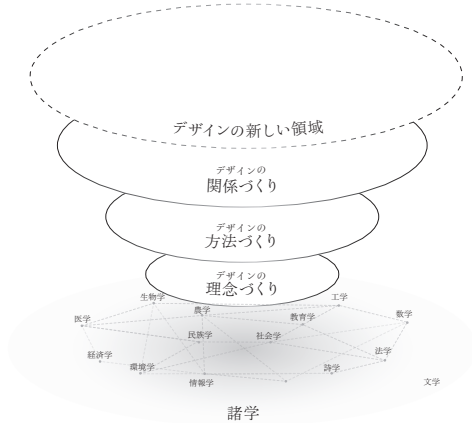 デザインの新しい領域
デザインの
関係づくり
デザインの
方法づくり
デザインの
理念づくり
生物学
工学
農学
医学
教育学
数学
民族学
社会学
経済学
法学
環境学
詩学
情報学
文学
諸学